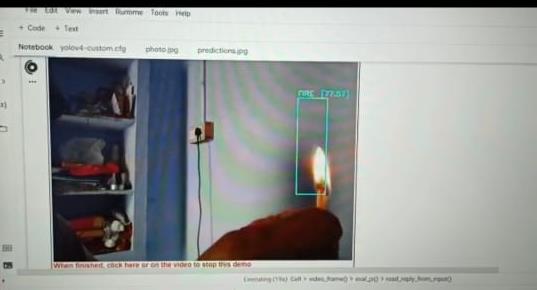 File Edit View Insert Runtime Tools Help
+ Code + Text
Notebook yolov4-custom.cfg photo.jpg predictions.jpg
FIRE [77.57]
When finished, click here or on the video to stop this demo
Executing (19s) Cell > video_frame() > eval_js() > read_reply_from_input()